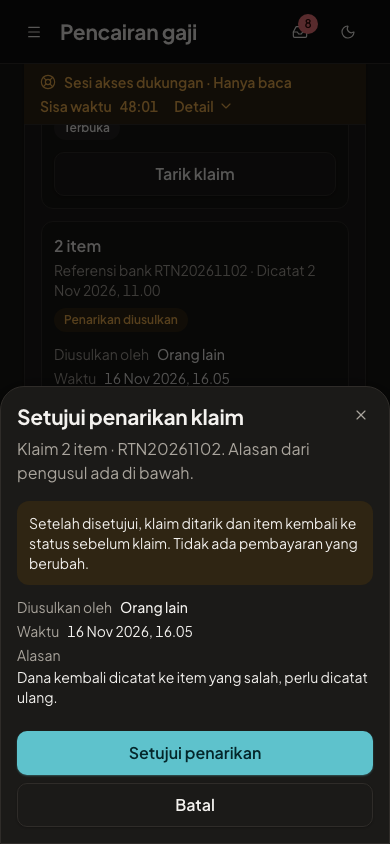 Pencairan gaji
8
Sesi akses dukungan · Hanya baca
Sisa waktu 48:01 Detail
Terbuka
Tarik klaim
2 item
Referensi bank RTN20261102 · Dicatat 2
Nov 2026, 11.00
Penarikan diusulkan
Diusulkan oleh Orang lain
Waktu 16 Nov 2026, 16.05
Setujui penarikan klaim
Klaim 2 item · RTN20261102. Alasan dari
pengusul ada di bawah.
Setelah disetujui, klaim ditarik dan item kembali ke
status sebelum klaim. Tidak ada pembayaran yang
berubah.
Diusulkan oleh Orang lain
Waktu 16 Nov 2026, 16.05
Alasan
Dana kembali dicatat ke item yang salah, perlu dicatat
ulang.
Setujui penarikan
Batal